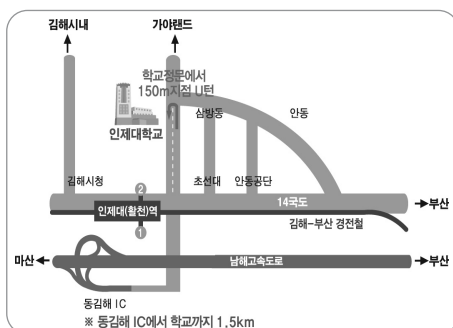 김해시내
가야랜드
학교정문에서
150m지점 U턴
인제대학교
삼방동
안동
김해시청
초선대
안동공단
②
인제대(활천)역
①
14국도
부산
김해-부산 경전철
마산
남해고속도로
부산
동김해 IC
※ 동김해 IC에서 학교까지 1.5km